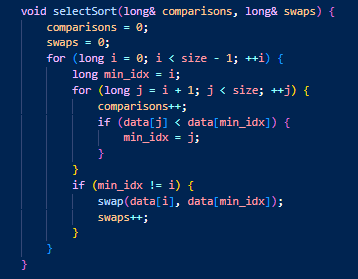 void selectSort(long& comparisons, long& swaps) {
    comparisons = 0;
    swaps = 0;
    for (long i = 0; i < size - 1; ++i) {
        long min_idx = i;
        for (long j = i + 1; j < size; ++j) {
            comparisons++;
            if (data[j] < data[min_idx]) {
                min_idx = j;
            }
        }
        if (min_idx != i) {
            swap(data[i], data[min_idx]);
            swaps++;
        }
    }
}